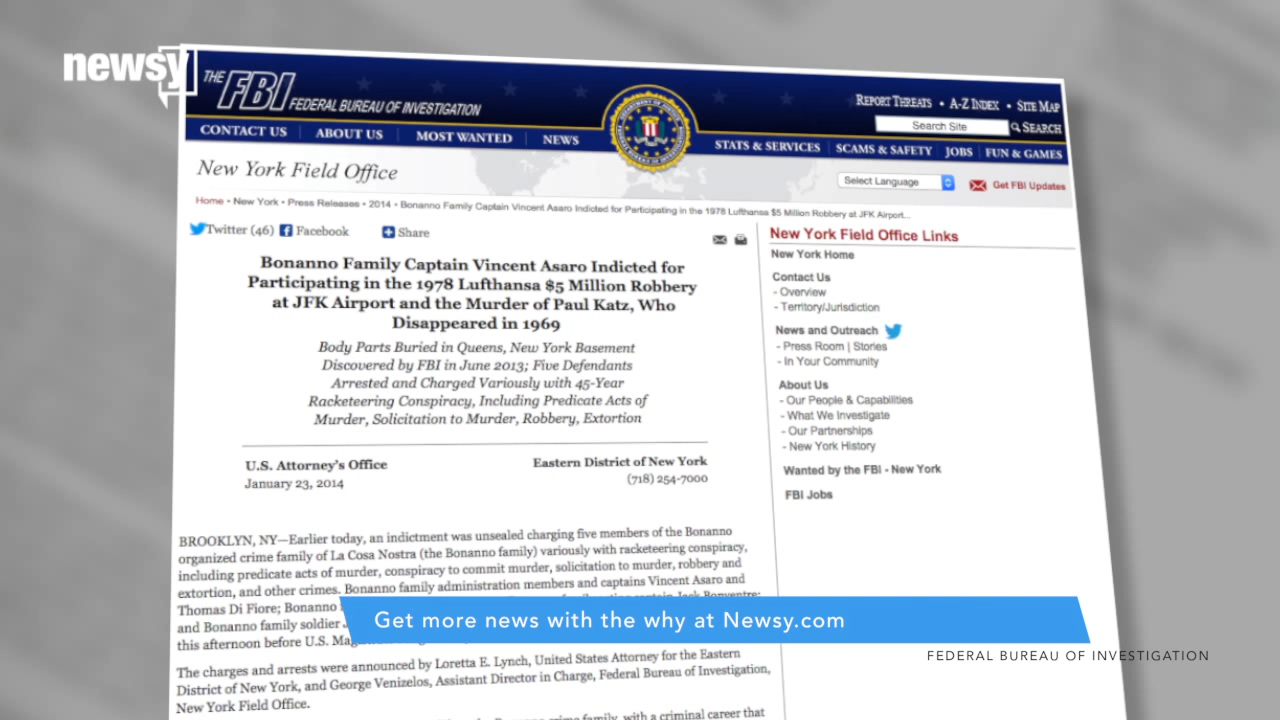 newsy
THE FBI FEDERAL BUREAU OF INVESTIGATION
REPORT THREATS • A-Z INDEX • SITE MAP
Search Site SEARCH
CONTACT US ABOUT US MOST WANTED NEWS STATS & SERVICES SCAMS & SAFETY JOBS FUN & GAMES
New York Field Office
Select Language Get FBI Updates
Home • New York • Press Releases • 2014 • Bonanno Family Captain Vincent Asaro Indicted for Participating in the 1978 Lufthansa $5 Million Robbery at JFK Airport...
Twitter (46) Facebook Share
Bonanno Family Captain Vincent Asaro Indicted for
Participating in the 1978 Lufthansa $5 Million Robbery
at JFK Airport and the Murder of Paul Katz, Who
Disappeared in 1969
Body Parts Buried in Queens, New York Basement
Discovered by FBI in June 2013; Five Defendants
Arrested and Charged Variously with 45-Year
Racketeering Conspiracy, Including Predicate Acts of
Murder, Solicitation to Murder, Robbery, Extortion
U.S. Attorney's Office
January 23, 2014
Eastern District of New York
(718) 254-7000
BROOKLYN, NY—Earlier today, an indictment was unsealed charging five members of the Bonanno
organized crime family of La Cosa Nostra (the Bonanno family) variously with racketeering conspiracy,
including predicate acts of murder, conspiracy to commit murder, solicitation to murder, robbery and
extortion, and other crimes. Bonanno family administration members and captains Vincent Asaro and
Thomas Di Fiore; Bonanno
and Bonanno family soldier
this afternoon before U.S.
The charges and arrests were announced by Loretta E. Lynch, United States Attorney for the Eastern
District of New York, and George Venizelos, Assistant Director in Charge, Federal Bureau of Investigation,
New York Field Office.
crime family, with a criminal career that
New York Field Office Links
New York Home
Contact Us
- Overview
- Territory/Jurisdiction
News and Outreach
- Press Room | Stories
- In Your Community
About Us
- Our People & Capabilities
- What We Investigate
- Our Partnerships
- New York History
Wanted by the FBI - New York
FBI Jobs
Get more news with the why at Newsy.com
FEDERAL BUREAU OF INVESTIGATION